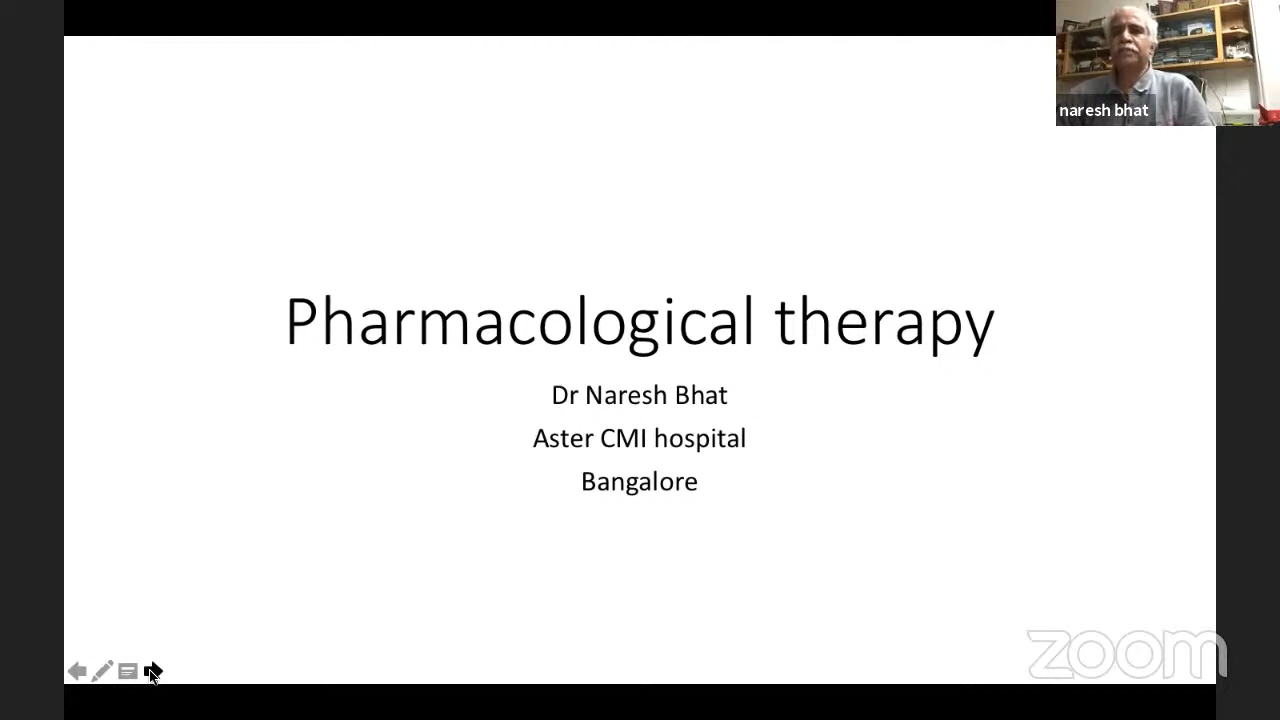 naresh bhat
Pharmacological therapy
Dr Naresh Bhat
Aster CMI hospital
Bangalore
zoom